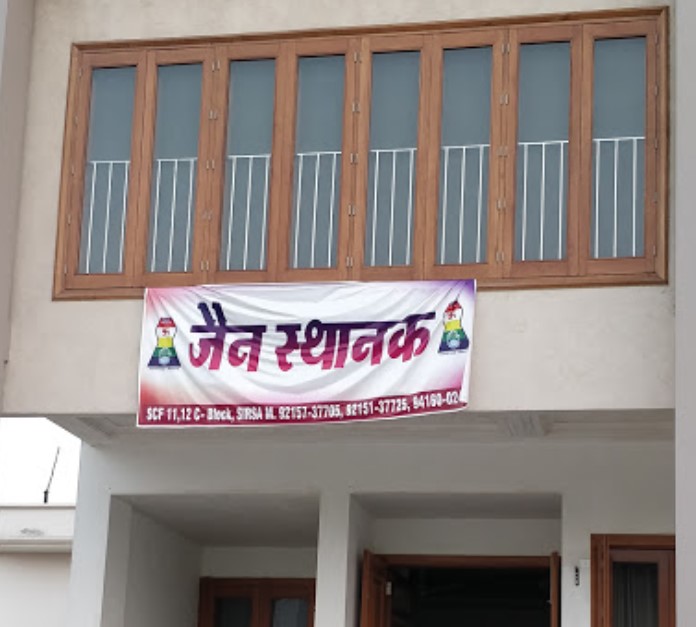 जैन स्थानक
SCF 11,12 C- Block, SIRSA M. 92157-37705, 92151-37725, 94160-02